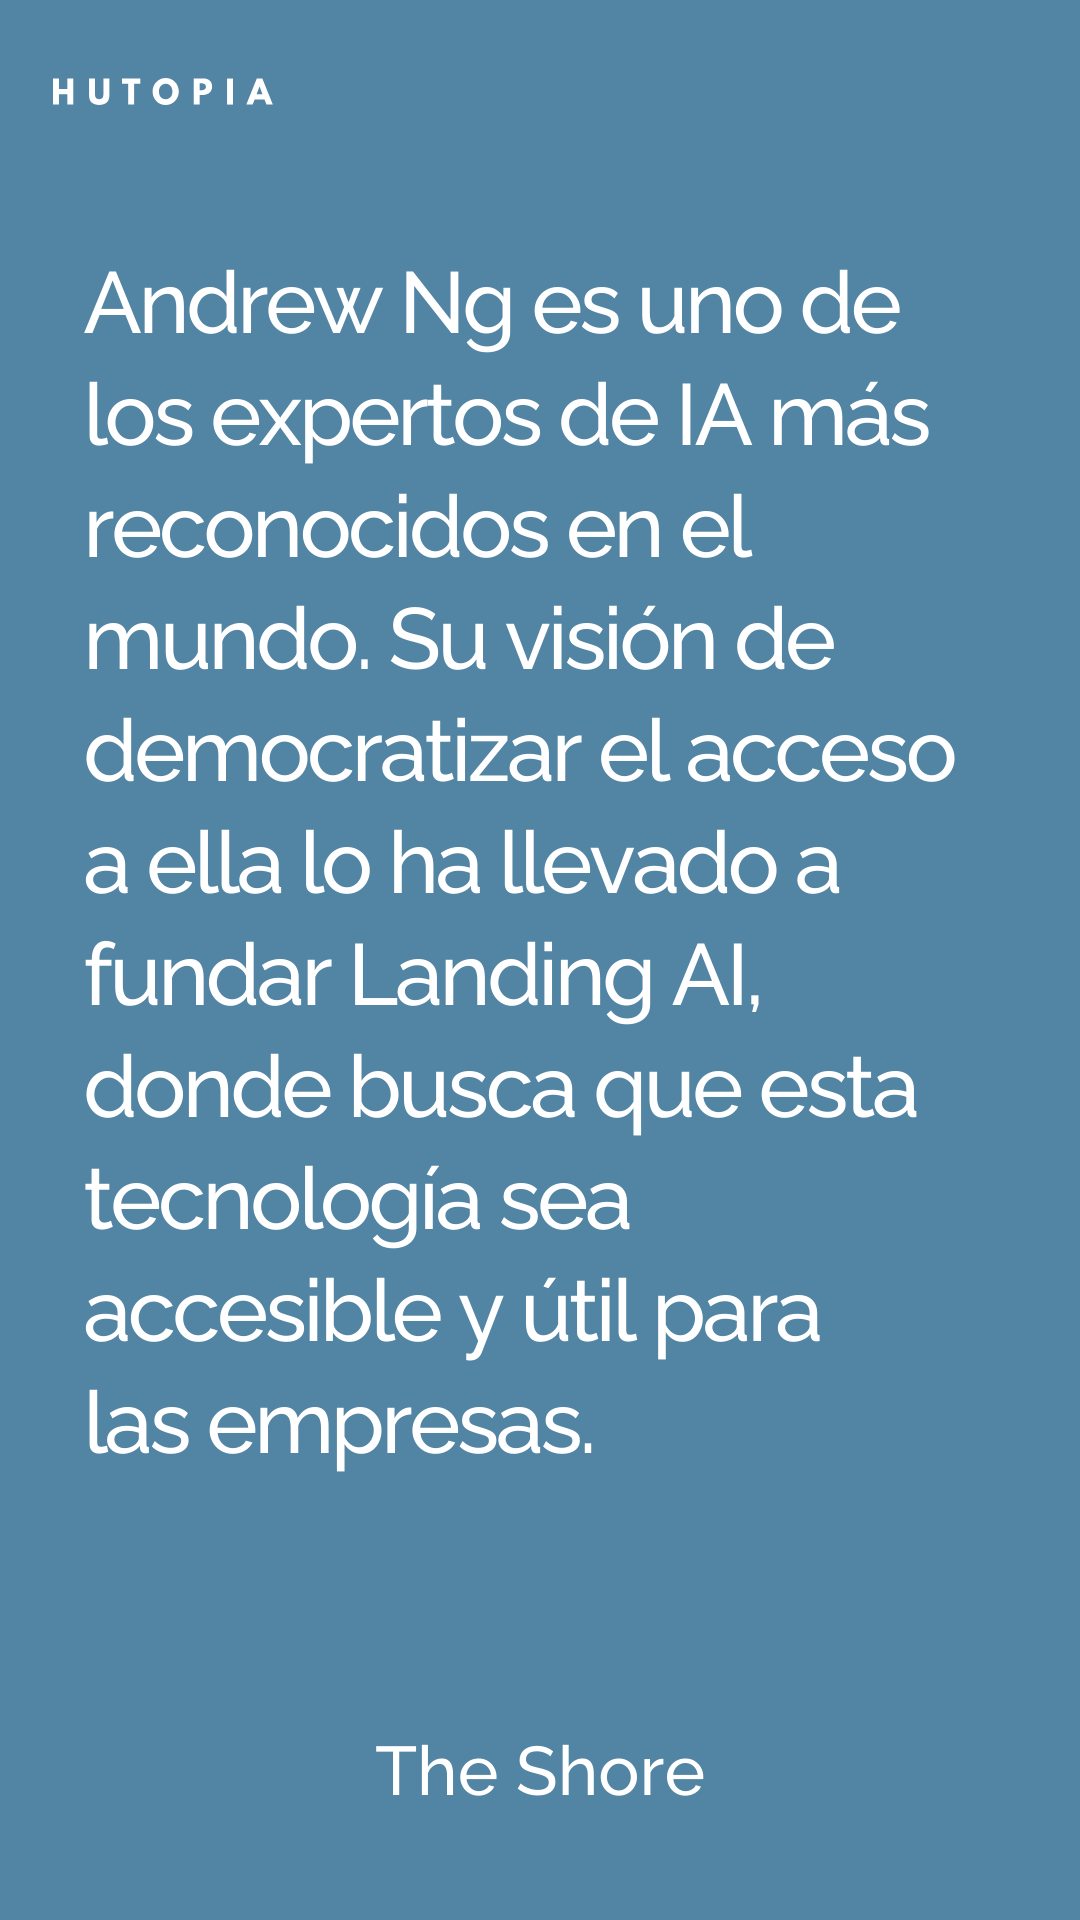 HUTOPIA
Andrew Ng es uno de
los expertos de IA más
reconocidos en el
mundo. Su visión de
democratizar el acceso
a ella lo ha llevado a
fundar Landing AI,
donde busca que esta
tecnología sea
accesible y útil para
las empresas.
The Shore